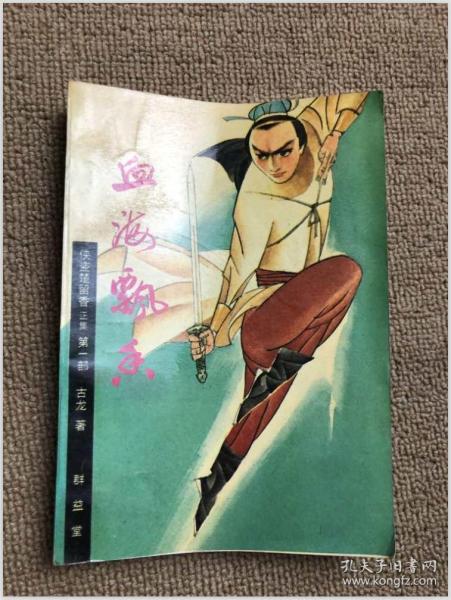 血海飘香
侠盗楚留香正集 第一部 古龙 著
群益堂
孔夫子旧书网
www.kongfz.com